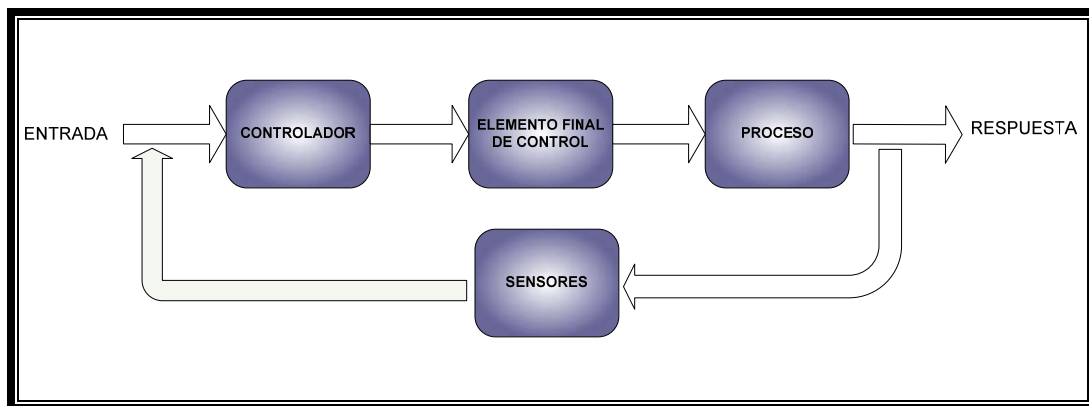 ENTRADA
CONTROLADOR
ELEMENTO FINAL
DE CONTROL
PROCESO
RESPUESTA
SENSORES